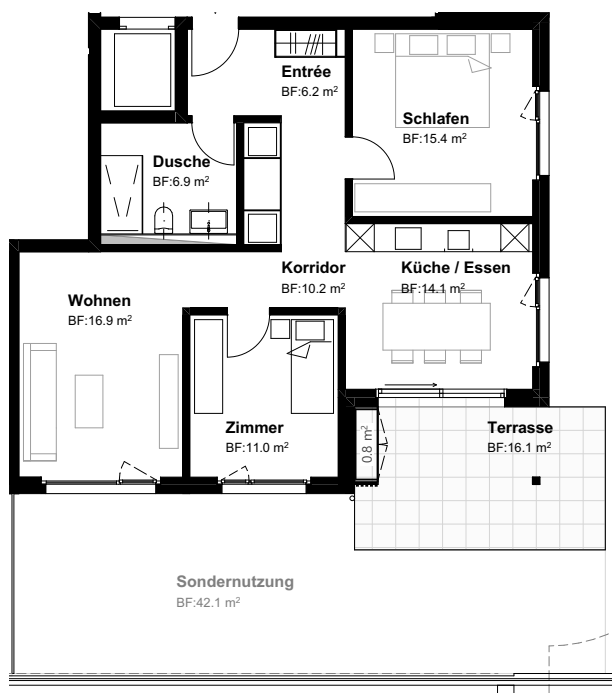 Entrée
BF:6.2 m²
Schlafen
BF:15.4 m²
Dusche
BF:6.9 m²
Korridor
BF:10.2 m²
Küche / Essen
BF:14.1 m²
Wohnen
BF:16.9 m²
Zimmer
BF:11.0 m²
0.8 m²
Terrasse
BF:16.1 m²
Sondernutzung
BF:42.1 m²